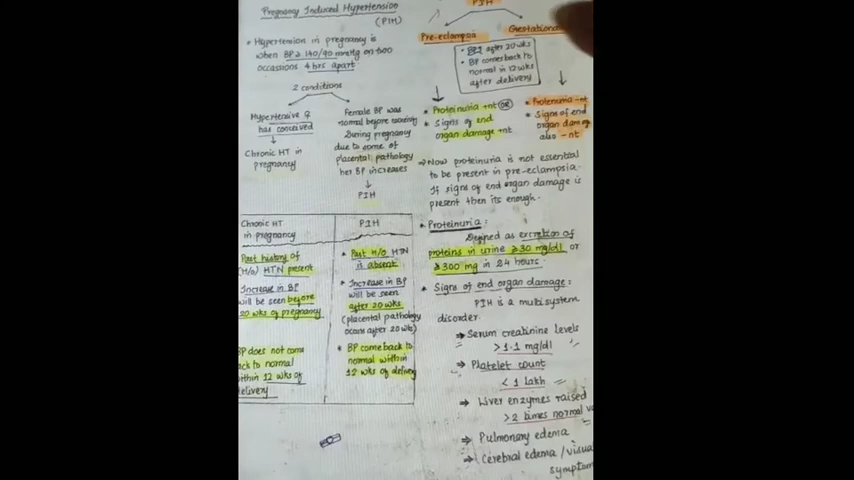 Pregnancy Induced Hypertension
(PIH)
* Hypertension in pregnancy is
when BP ≥ 140/90 mmHg on two
occasions 4 hrs apart
2 conditions
Hypertensive ♀
has conceived
↓
Chronic HT in
pregnancy
Female BP was
normal before
During pregnancy
due to some of
placental pathology
her BP increases
↓
PIH
Chronic HT
in pregnancy
Past history of
(H/o) HTN present
Increase in BP
will be seen before
20 wks of pregnancy
BP does not come
back to normal
within 12 wks of
delivery
PIH
* Past H/o HTN
is absent
* Increase in BP
will be seen
after 20 wks
(placental pathology
occurs after 20 wks)
* BP come back to
normal within
12 wks of delivery
PIH
Pre-eclampsia
Gestational
• BP↑ after 20 wks
• BP comes back to
normal in 12 wks
after delivery
* Proteinuria +nt OR
* Signs of end
organ damage +nt
* Proteinuria -nt
* Signs of end
organ damage
also -nt
→ Now proteinuria is not essential
to be present in pre-eclampsia.
If signs of end organ damage is
present then its enough.
* Proteinuria:
Defined as excretion of
proteins in urine ≥30 mg/dl or
≥300 mg in 24 hours.
* Signs of end organ damage:
PIH is a multisystem
disorder.
⇒ Serum creatinine levels
>1.1 mg/dl
⇒ Platelet count
<1 lakh
⇒ Liver enzymes raised
>2 times normal
⇒ Pulmonary edema
⇒ Cerebral edema / visual
symptom